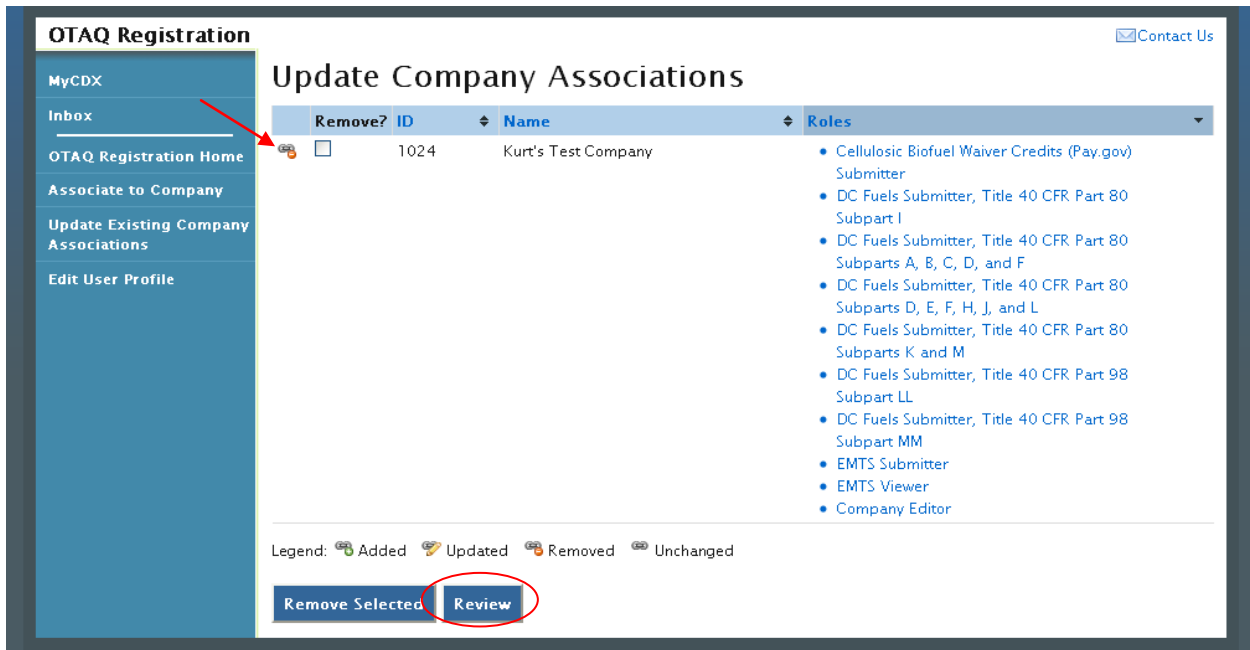 OTAQ Registration
Contact Us
MyCDX
Inbox
OTAQ Registration Home
Associate to Company
Update Existing Company
Associations
Edit User Profile
Update Company Associations
Remove? ID Name Roles
1024 Kurt's Test Company
Cellulosic Biofuel Waiver Credits (Pay.gov)
Submitter
DC Fuels Submitter, Title 40 CFR Part 80
Subpart I
DC Fuels Submitter, Title 40 CFR Part 80
Subparts A, B, C, D, and F
DC Fuels Submitter, Title 40 CFR Part 80
Subparts D, E, F, H, J, and L
DC Fuels Submitter, Title 40 CFR Part 80
Subparts K and M
DC Fuels Submitter, Title 40 CFR Part 98
Subpart LL
DC Fuels Submitter, Title 40 CFR Part 98
Subpart MM
EMTS Submitter
EMTS Viewer
Company Editor
Legend: Added Updated Removed Unchanged
Remove Selected Review